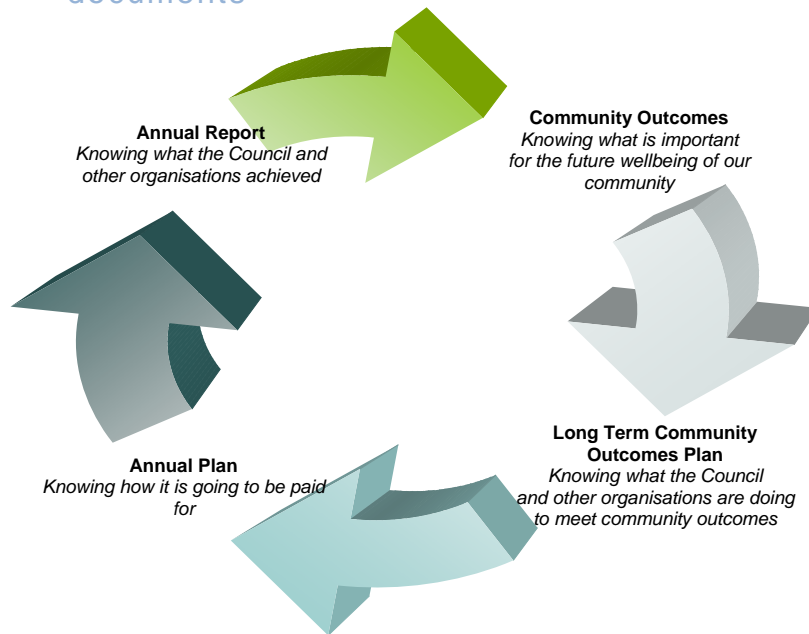 documents
Annual Report
Knowing what the Council and
other organisations achieved
Community Outcomes
Knowing what is important
for the future wellbeing of our
community
Long Term Community
Outcomes Plan
Knowing what the Council
and other organisations are doing
to meet community outcomes
Annual Plan
Knowing how it is going to be paid
for